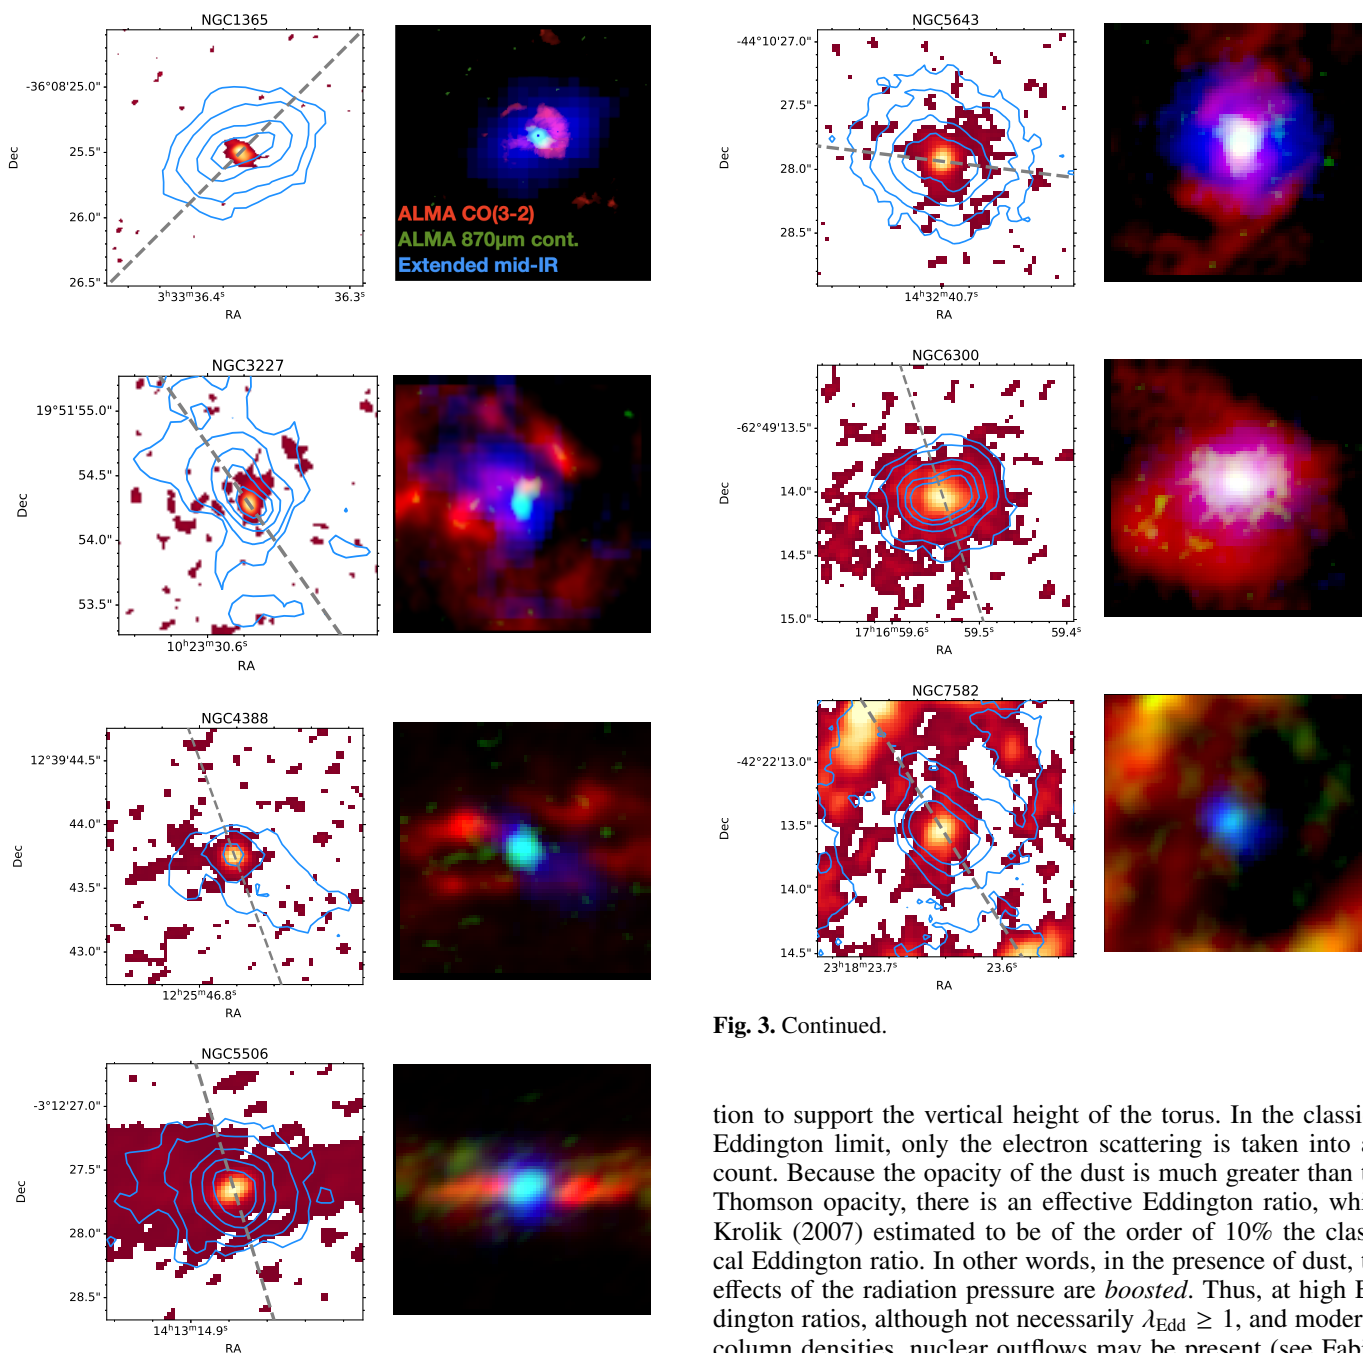 NGC1365
-36°08'25.0"
25.5"
26.0"
26.5"
Dec
3ʰ33ᵐ36.4ˢ
36.3ˢ
RA
ALMA CO(3-2)
ALMA 870μm cont.
Extended mid-IR
NGC3227
19°51'55.0"
54.5"
54.0"
53.5"
Dec
10ʰ23ᵐ30.6ˢ
RA
NGC4388
12°39'44.5"
44.0"
43.5"
43.0"
Dec
12ʰ25ᵐ46.8ˢ
RA
NGC5506
-3°12'27.0"
27.5"
28.0"
28.5"
Dec
14ʰ13ᵐ14.9ˢ
RA
NGC5643
-44°10'27.0"
27.5"
28.0"
28.5"
Dec
14ʰ32ᵐ40.7ˢ
RA
NGC6300
-62°49'13.5"
14.0"
14.5"
15.0"
Dec
17ʰ16ᵐ59.6ˢ
59.5ˢ
59.4ˢ
RA
NGC7582
-42°22'13.0"
13.5"
14.0"
14.5"
Dec
23ʰ18ᵐ23.7ˢ
23.6ˢ
RA
Fig. 3. Continued.
tion to support the vertical height of the torus. In the classi
Eddington limit, only the electron scattering is taken into a
count. Because the opacity of the dust is much greater than t
Thomson opacity, there is an effective Eddington ratio, whi
Krolik (2007) estimated to be of the order of 10% the clas
cal Eddington ratio. In other words, in the presence of dust, t
effects of the radiation pressure are boosted. Thus, at high E
dington ratios, although not necessarily λEdd ≥ 1, and moder
column densities, nuclear outflows may be present (see Fabi